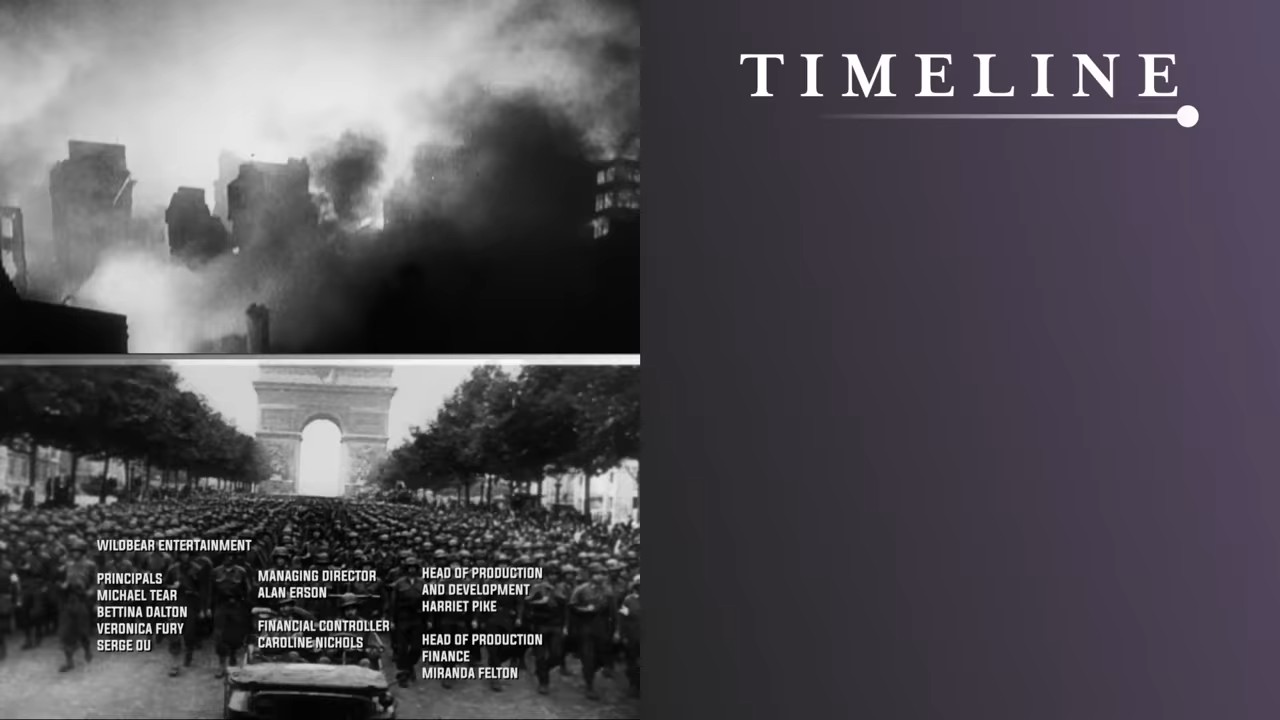 TIMELINE
WILDBEAR ENTERTAINMENT
PRINCIPALS
MICHAEL TEAR
BETTINA DALTON
VERONICA FURY
SERGE OU
MANAGING DIRECTOR
ALAN ERSON
FINANCIAL CONTROLLER
CAROLINE NICHOLS
HEAD OF PRODUCTION
AND DEVELOPMENT
HARRIET PIKE
HEAD OF PRODUCTION
FINANCE
MIRANDA FELTON